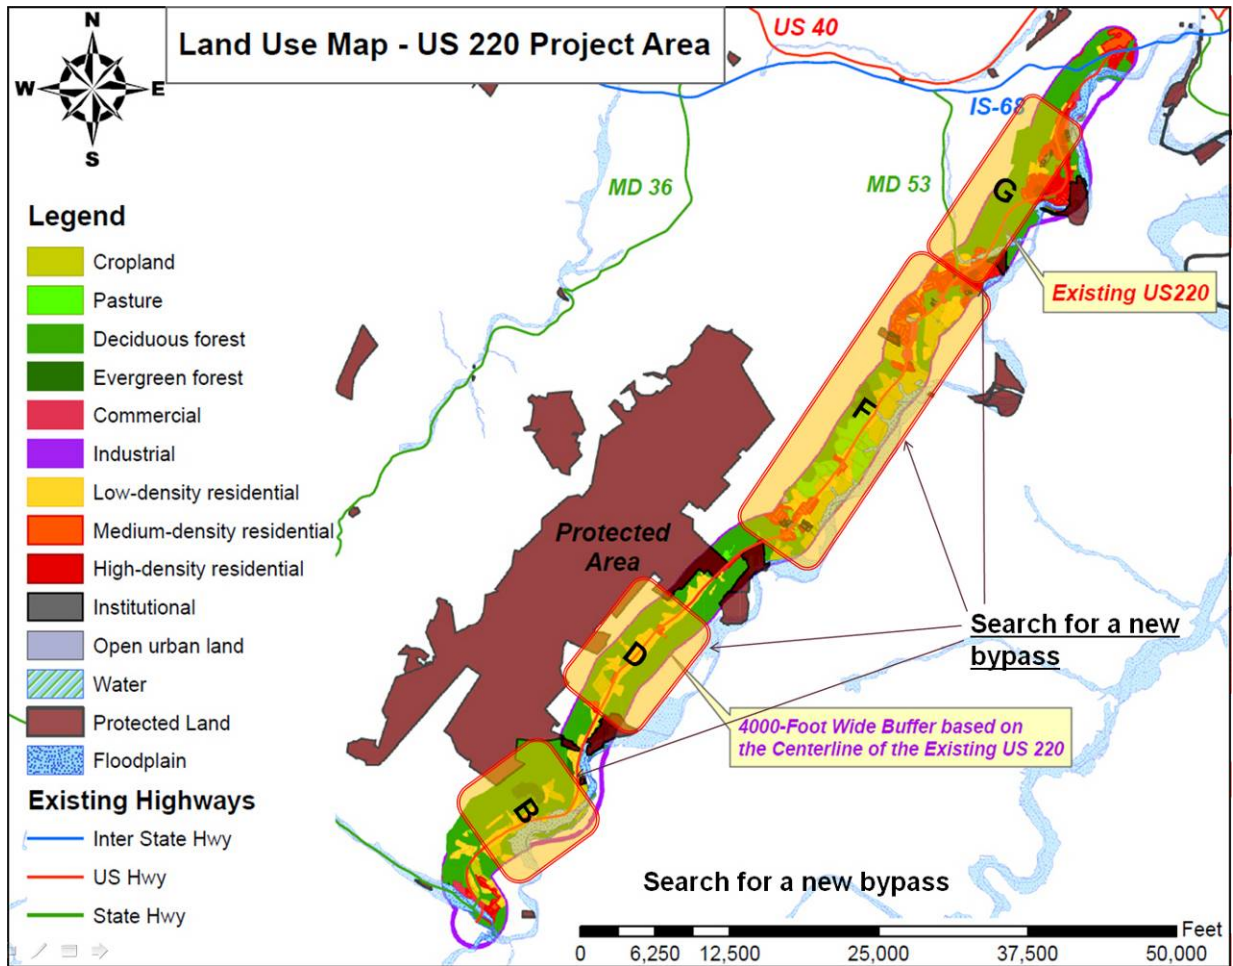 N
W E
S
Land Use Map - US 220 Project Area
US 40
IS-68
MD 36
MD 53
G
Existing US220
F
Protected
Area
D
B
Search for a new
bypass
4000-Foot Wide Buffer based on
the Centerline of the Existing US 220
Legend
Cropland
Pasture
Deciduous forest
Evergreen forest
Commercial
Industrial
Low-density residential
Medium-density residential
High-density residential
Institutional
Open urban land
Water
Protected Land
Floodplain
Existing Highways
Inter State Hwy
US Hwy
State Hwy
Search for a new bypass
Feet
0 6,250 12,500 25,000 37,500 50,000